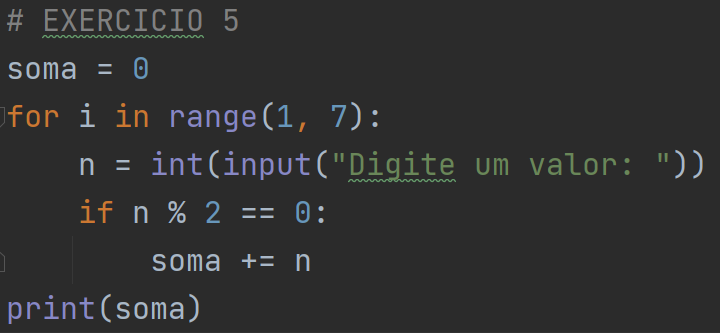 # EXERCICIO 5
soma = 0
for i in range(1, 7):
    n = int(input("Digite um valor: "))
    if n % 2 == 0:
        soma += n
print(soma)